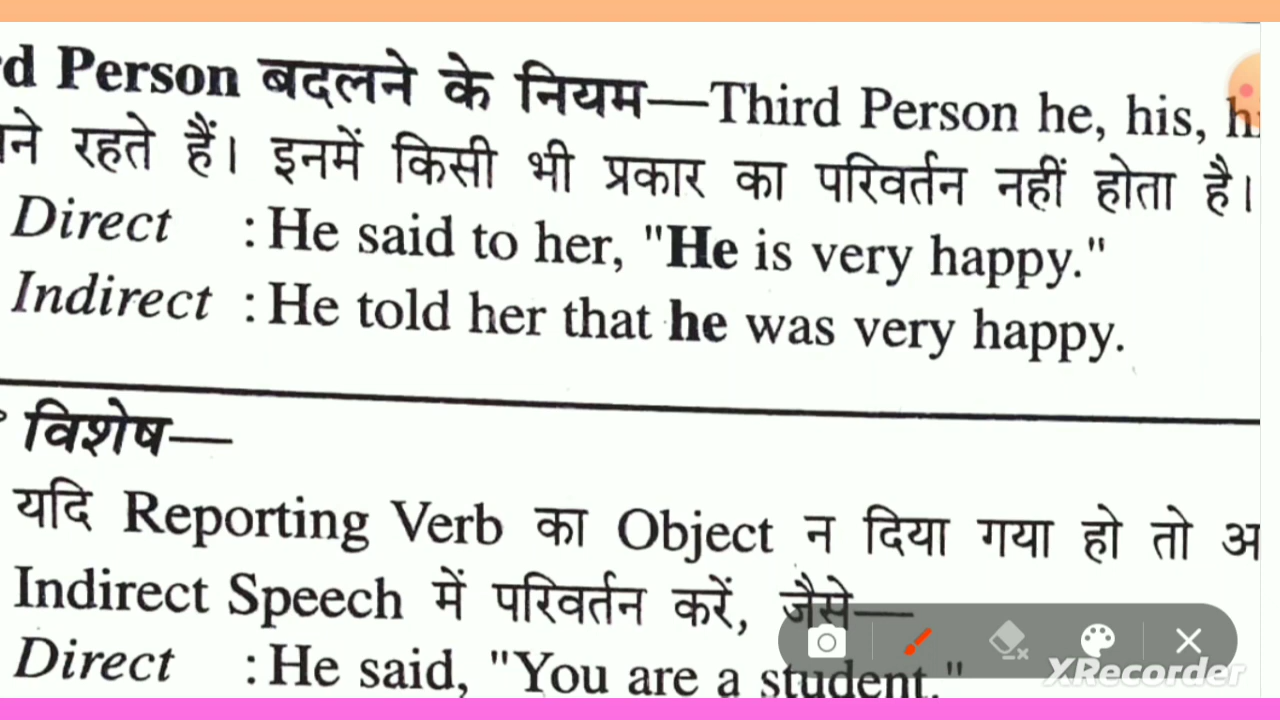 d Person बदलने के नियम—Third Person he, his,
ने रहते हैं। इनमें किसी भी प्रकार का परिवर्तन नहीं होता है।
Direct : He said to her, "He is very happy."
Indirect : He told her that he was very happy.
विशेष—
यदि Reporting Verb का Object न दिया गया हो तो अ
Indirect Speech में परिवर्तन करें, जैसे—
Direct : He said, "You are a student."
XRecorder